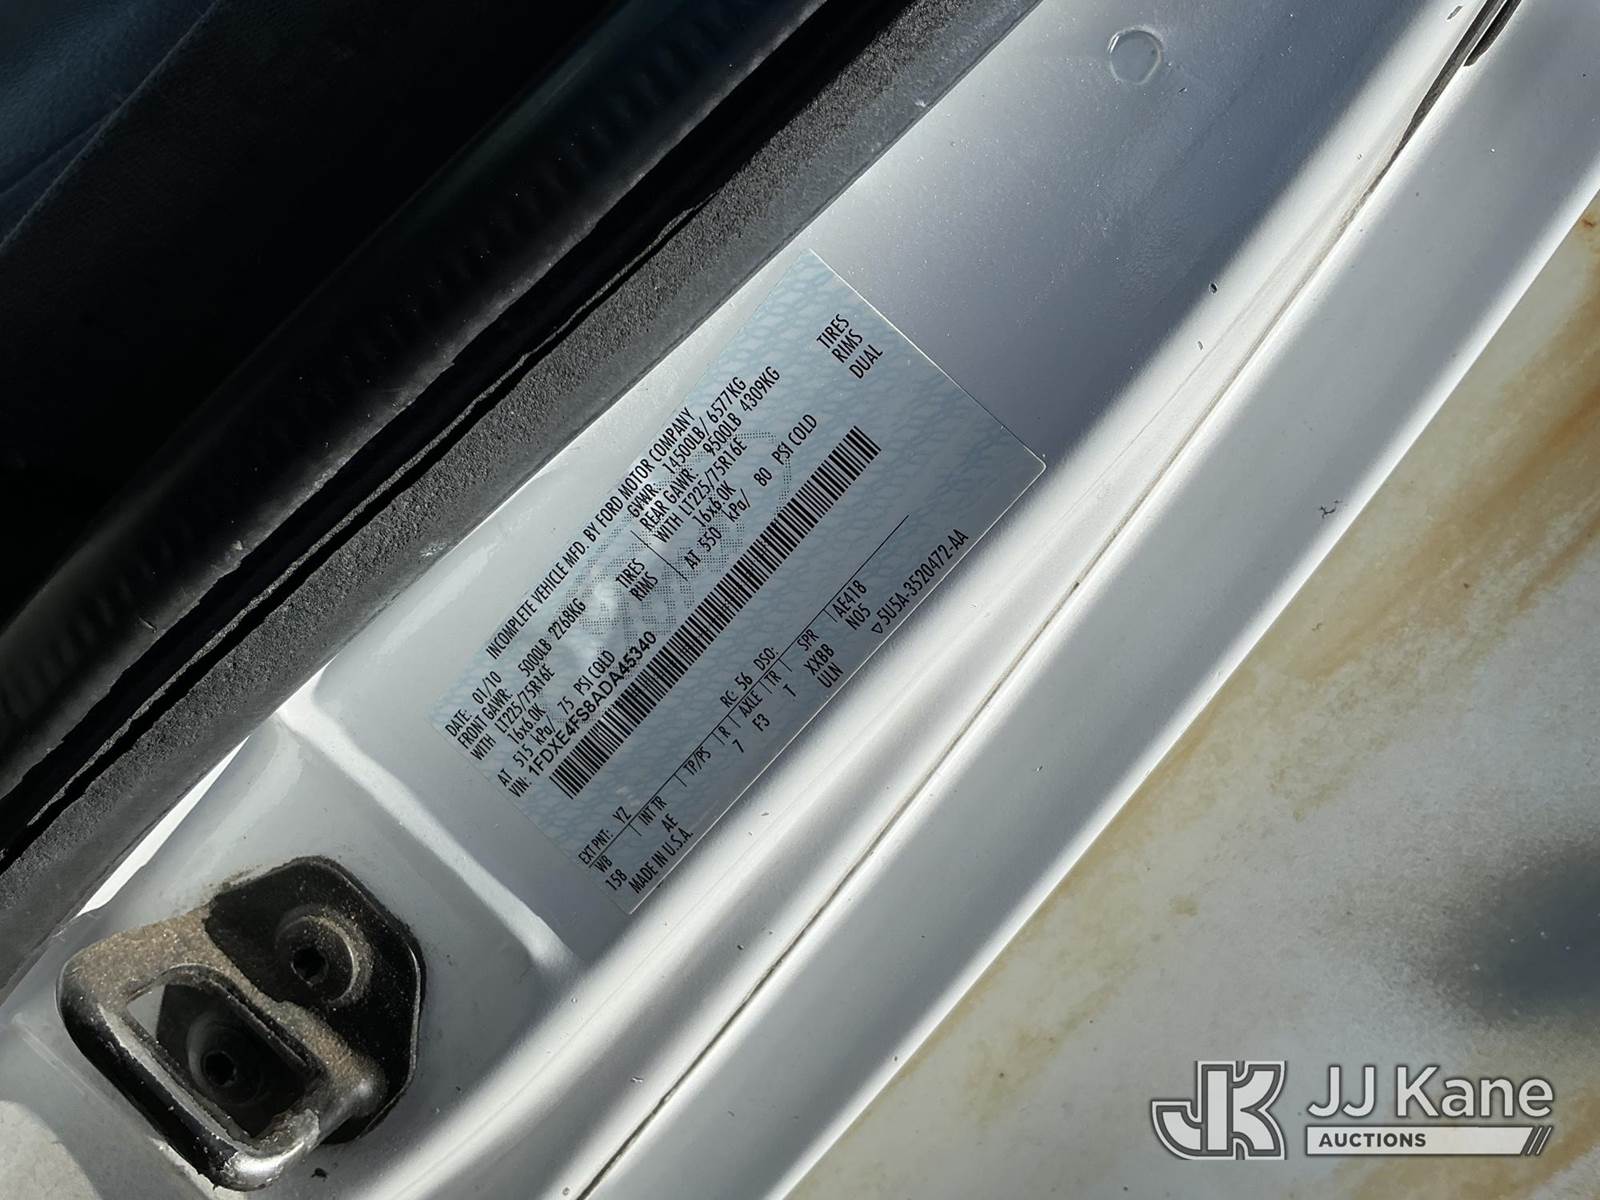 INCOMPLETE VEHICLE MFD. BY FORD MOTOR COMPANY
DATE: 01/10 GVWR: 14500LB/ 6577KG
FRONT GAWR: 5000LB 2268KG REAR GAWR: 9500LB 4309KG
WITH LT225/75R16E TIRES WITH LT225/75R16E TIRES
16x6.0K RIMS 16x6.0K RIMS
AT 515 kPa/ 75 PSI COLD AT 550 kPa/ 80 PSI COLD DUAL
VIN: 1FDXE4FS8ADA45340
EXT PNT: YZ RC: 56 DSO:
WB INT TR TP/PS R AXLE TR SPR
158 AE 7 F3 T XXBB AE418
MADE IN U.S.A. ULN N05
▽5U5A-3520472-AA
JK JJ Kane
AUCTIONS